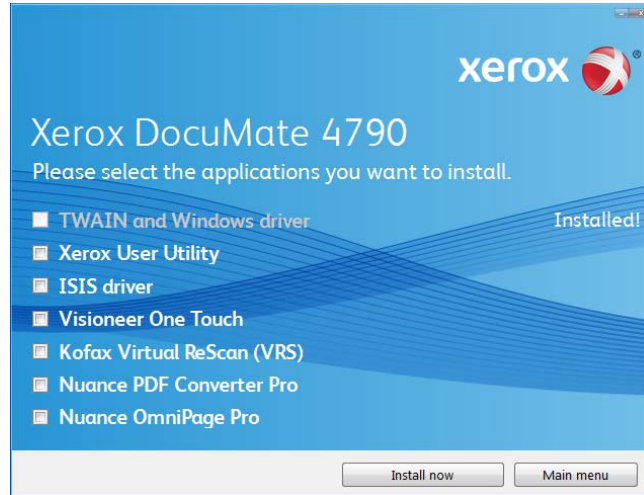 xerox ®
Xerox DocuMate 4790
Please select the applications you want to install.
TWAIN and Windows driver Installed!
Xerox User Utility
ISIS driver
Visioneer One Touch
Kofax Virtual ReScan (VRS)
Nuance PDF Converter Pro
Nuance OmniPage Pro
Install now Main menu